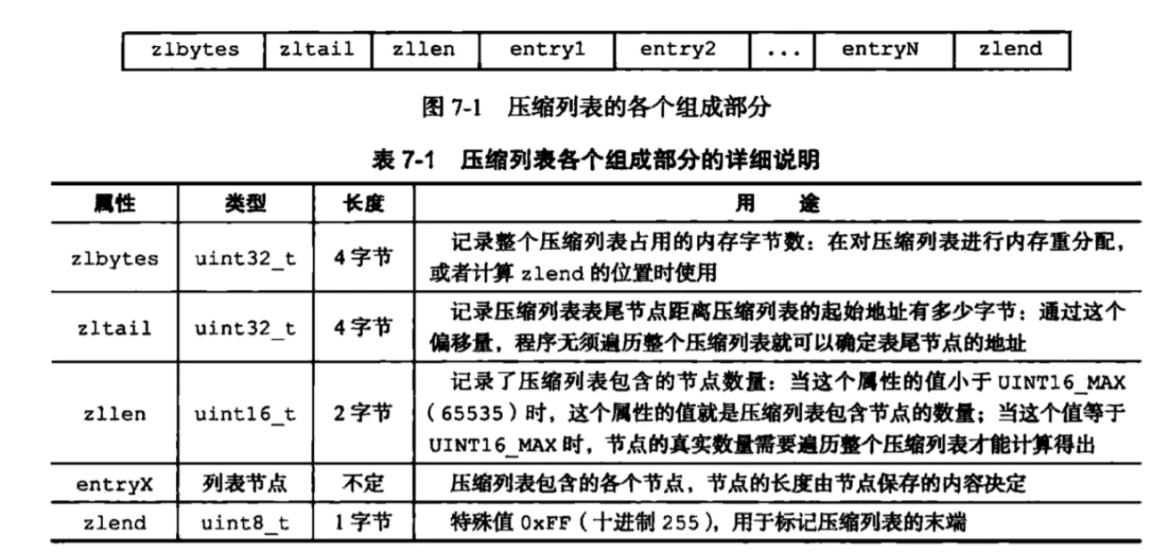 zlbytes zltail zllen entry1 entry2 ... entryN zlend
图 7-1 压缩列表的各个组成部分
表 7-1 压缩列表各个组成部分的详细说明
属性 类型 长度 用 途
zlbytes uint32_t 4字节 记录整个压缩列表占用的内存字节数：在对压缩列表进行内存重分配，
或者计算 zlend 的位置时使用
zltail uint32_t 4字节 记录压缩列表表尾节点距离压缩列表的起始地址有多少字节：通过这个
偏移量，程序无须遍历整个压缩列表就可以确定表尾节点的地址
zllen uint16_t 2字节 记录了压缩列表包含的节点数量：当这个属性的值小于 UINT16_MAX
（65535）时，这个属性的值就是压缩列表包含节点的数量；当这个值等于
UINT16_MAX 时，节点的真实数量需要遍历整个压缩列表才能计算得出
entryX 列表节点 不定 压缩列表包含的各个节点，节点的长度由节点保存的内容决定
zlend uint8_t 1字节 特殊值 0xFF（十进制 255），用于标记压缩列表的末端